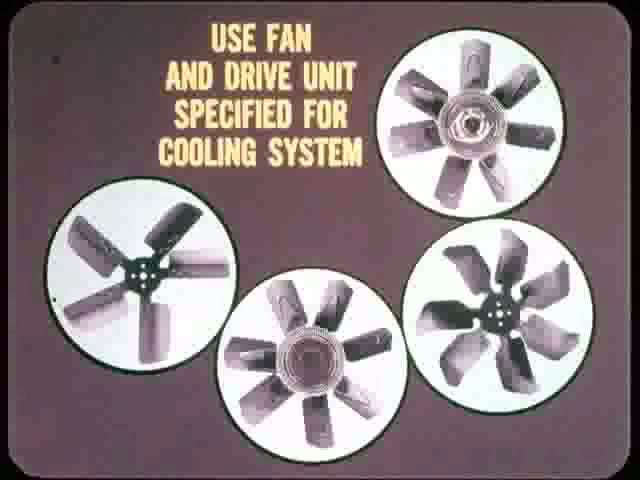 USE FAN
AND DRIVE UNIT
SPECIFIED FOR
COOLING SYSTEM